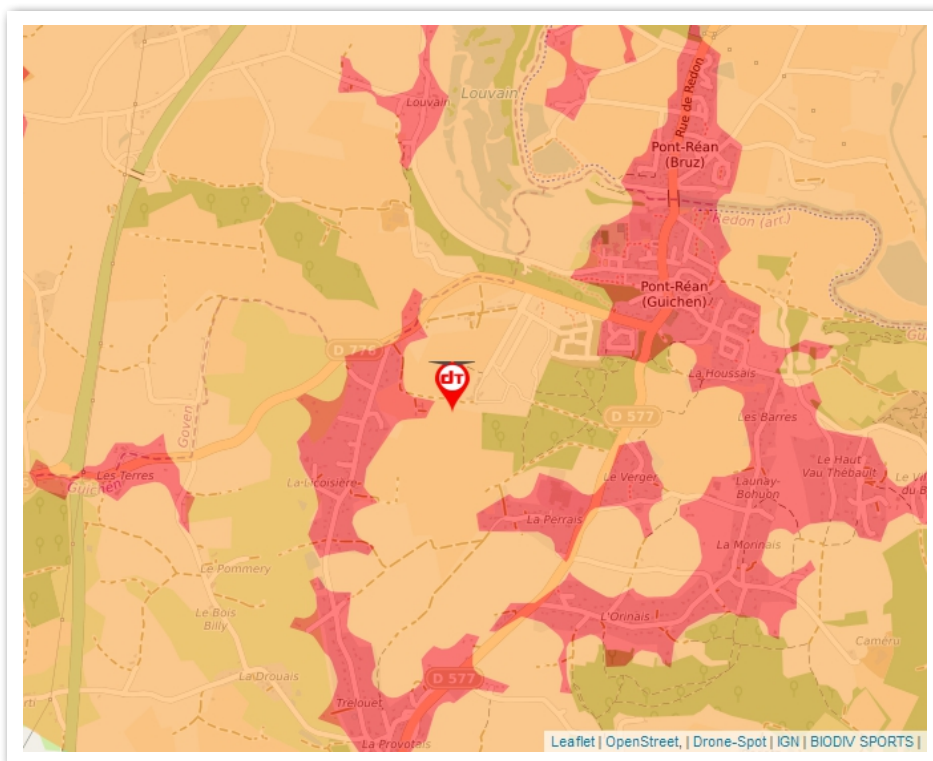 Louvain
Louvain
Rue de Redon
Pont-Réan
(Bruz)
Redon (art.)
Pont-Réan
(Guichen)
D 776
dT
La Houssais
Goven
D 577
Les Barres
Les Terres
Guichen
La Licoisière
Le Verger
Le Haut
Vau Thébault
Launay-
Bohuon
La Perrais
La Morinais
Le Pommery
Le Bois
Billy
L'Orinais
Caméru
La Drouais
D 577
Trelouet
La Provotais
Leaflet | OpenStreet, | Drone-Spot | IGN | BIODIV SPORTS |